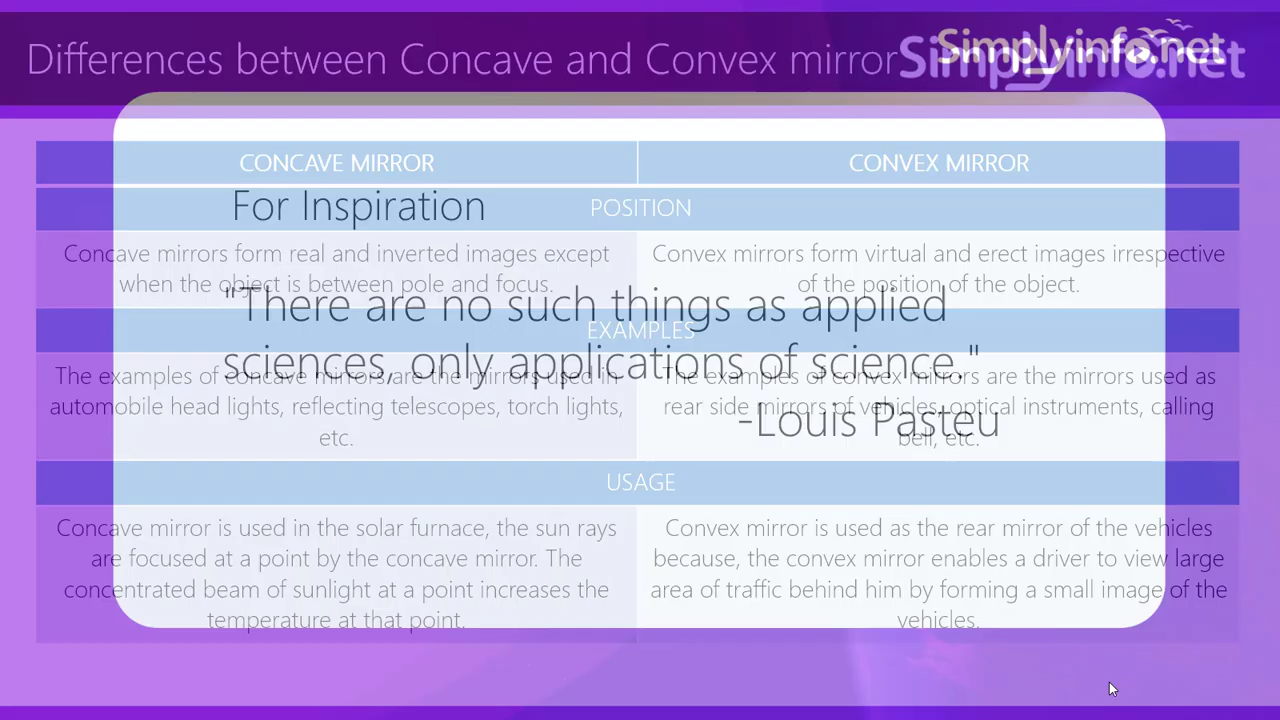 Differences between Concave and Convex mirror
Simplyinfo.net
Simplyinfo.net
CONCAVE MIRROR
CONVEX MIRROR
POSITION
Concave mirrors form real and inverted images except
when the object is between pole and focus.
Convex mirrors form virtual and erect images irrespective
of the position of the object.
EXAMPLES
The examples of concave mirrors are the mirrors used in
automobile head lights, reflecting telescopes, torch lights,
etc.
The examples of convex mirrors are the mirrors used as
rear side mirrors of vehicles, optical instruments, calling
bell, etc.
USAGE
Concave mirror is used in the solar furnace, the sun rays
are focused at a point by the concave mirror. The
concentrated beam of sunlight at a point increases the
temperature at that point.
Convex mirror is used as the rear mirror of the vehicles
because, the convex mirror enables a driver to view large
area of traffic behind him by forming a small image of the
vehicles.
For Inspiration
"There are no such things as applied
sciences, only applications of science."
-Louis Pasteu